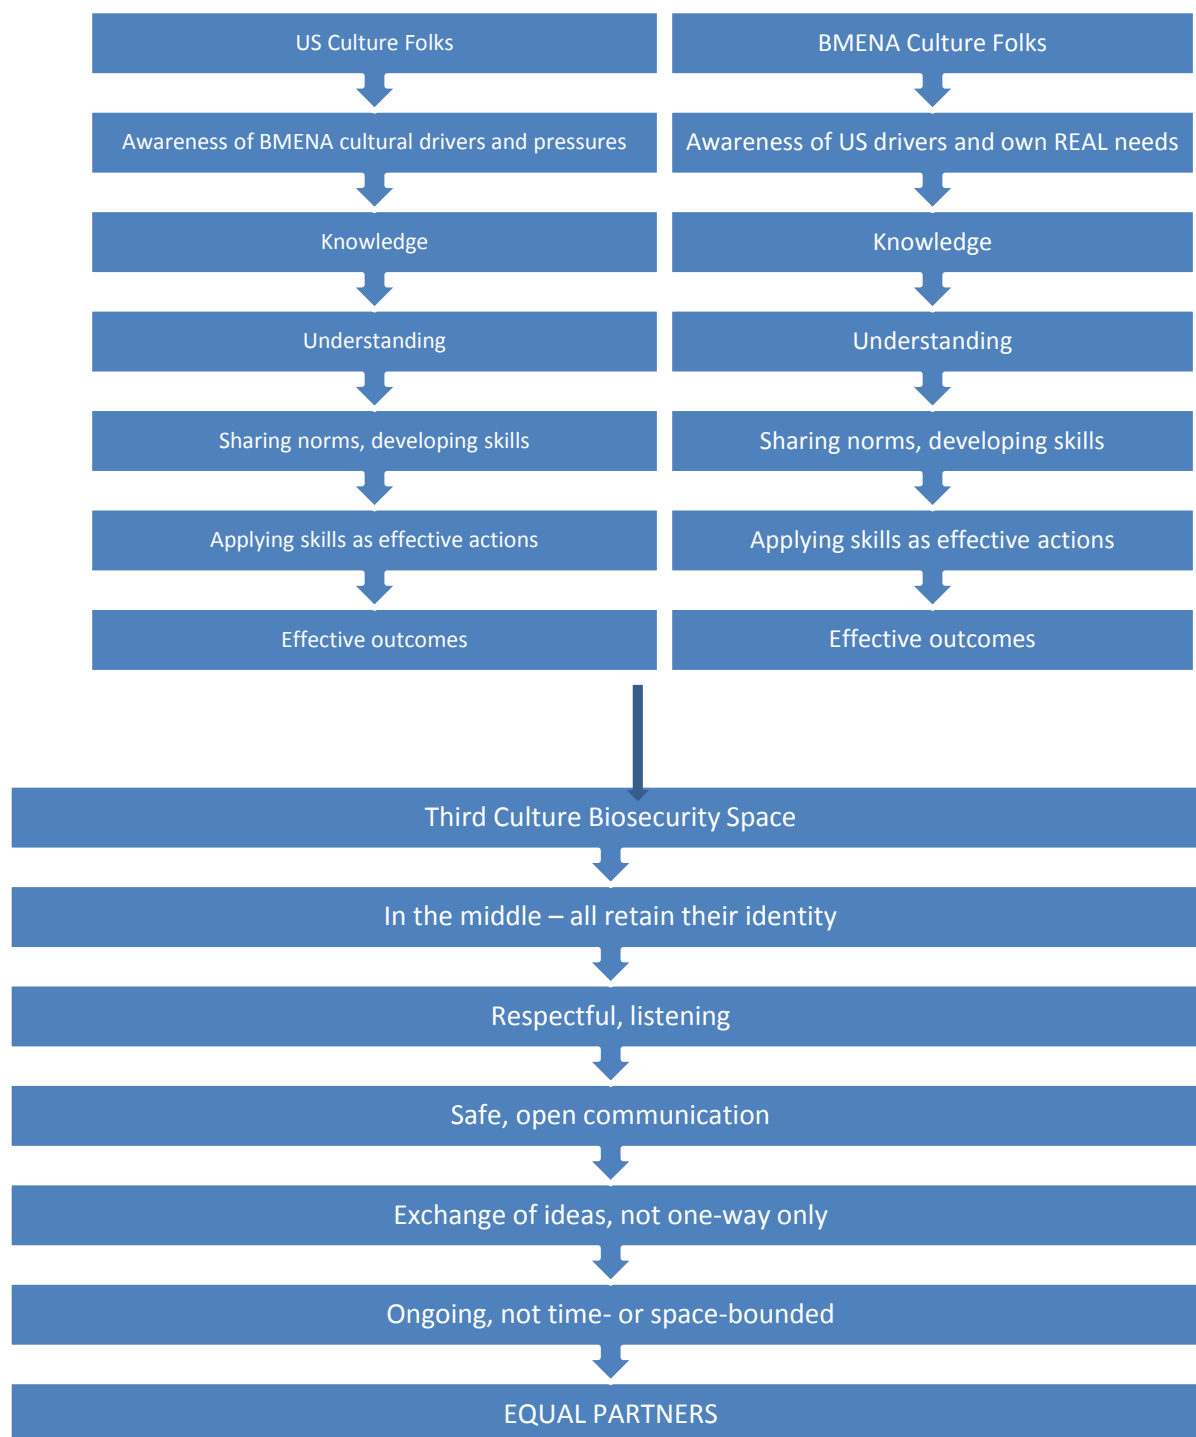 US Culture Folks
Awareness of BMENA cultural drivers and pressures
Knowledge
Understanding
Sharing norms, developing skills
Applying skills as effective actions
Effective outcomes
BMENA Culture Folks
Awareness of US drivers and own REAL needs
Knowledge
Understanding
Sharing norms, developing skills
Applying skills as effective actions
Effective outcomes
Third Culture Biosecurity Space
In the middle – all retain their identity
Respectful, listening
Safe, open communication
Exchange of ideas, not one-way only
Ongoing, not time- or space-bounded
EQUAL PARTNERS